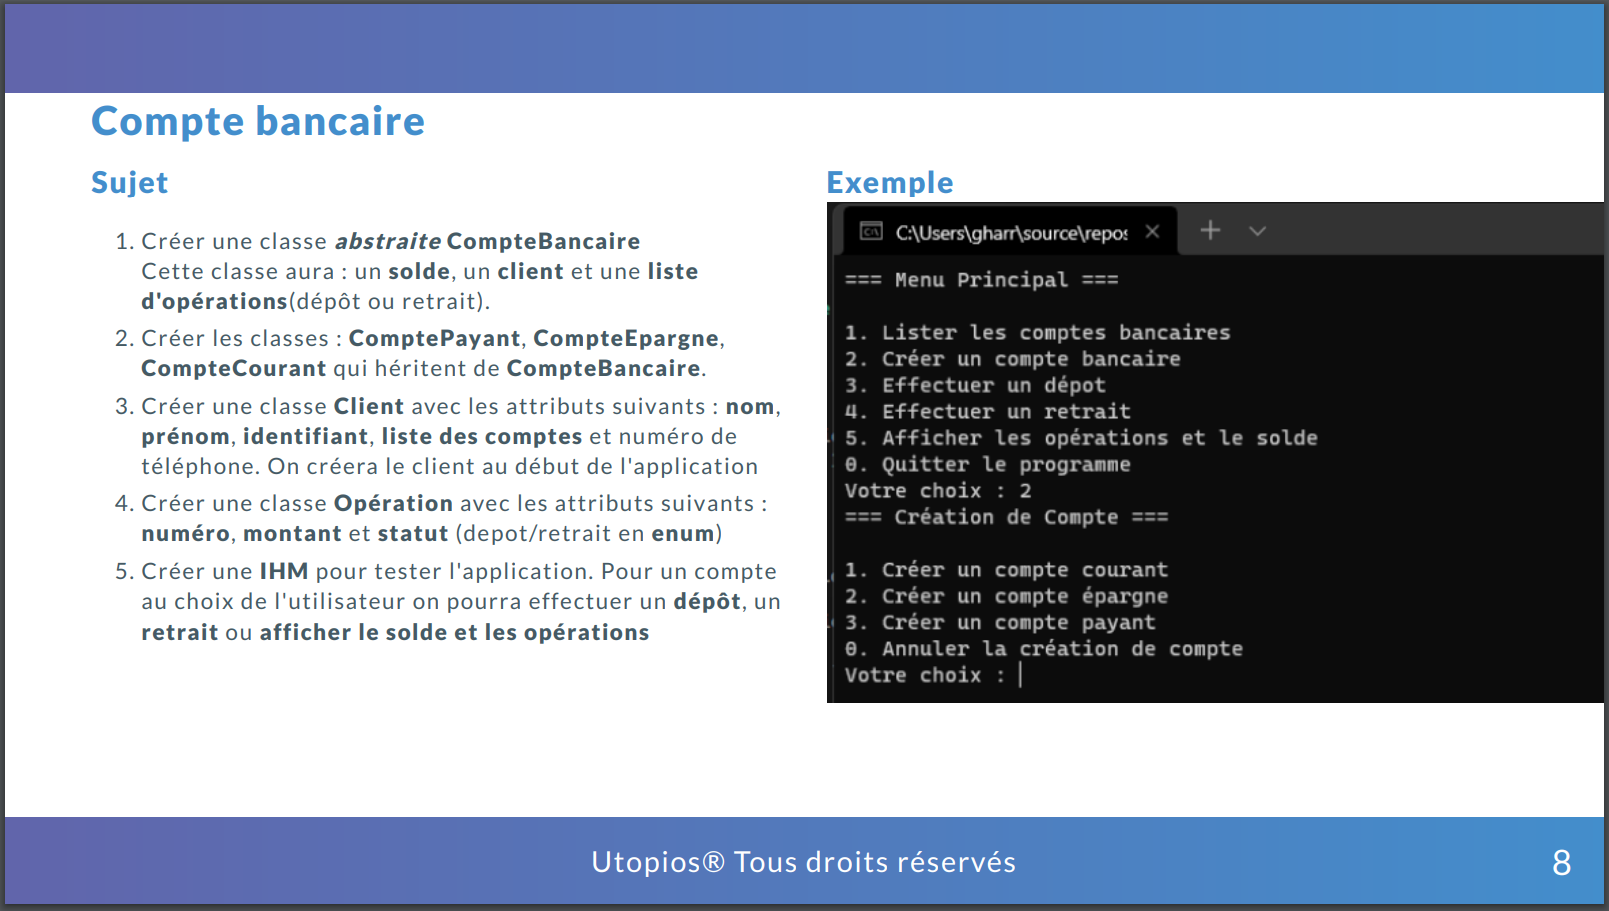 Compte bancaire
Sujet
1. Créer une classe abstraite CompteBancaire
Cette classe aura : un solde, un client et une liste
d'opérations(dépôt ou retrait).
2. Créer les classes : ComptePayant, CompteEpargne,
CompteCourant qui héritent de CompteBancaire.
3. Créer une classe Client avec les attributs suivants : nom,
prénom, identifiant, liste des comptes et numéro de
téléphone. On créera le client au début de l'application
4. Créer une classe Opération avec les attributs suivants :
numéro, montant et statut (depot/retrait en enum)
5. Créer une IHM pour tester l'application. Pour un compte
au choix de l'utilisateur on pourra effectuer un dépôt, un
retrait ou afficher le solde et les opérations
Exemple
C:\Users\gharr\source\repos
=== Menu Principal ===
1. Lister les comptes bancaires
2. Créer un compte bancaire
3. Effectuer un dépot
4. Effectuer un retrait
5. Afficher les opérations et le solde
0. Quitter le programme
Votre choix : 2
=== Création de Compte ===
1. Créer un compte courant
2. Créer un compte épargne
3. Créer un compte payant
0. Annuler la création de compte
Votre choix :
Utopios® Tous droits réservés
8